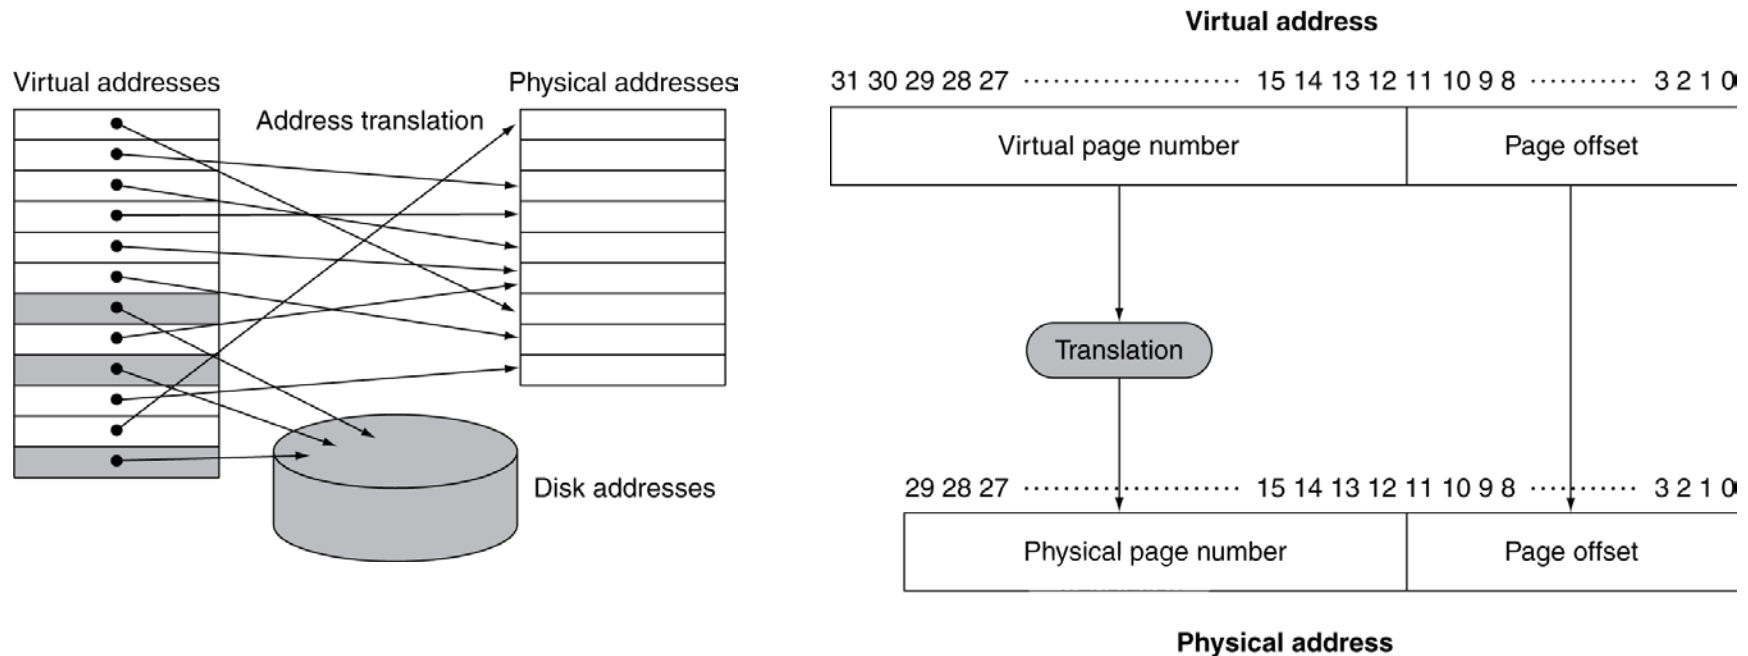 Virtual addresses
Physical addresses
Address translation
Disk addresses
Virtual address
31 30 29 28 27 ······················· 15 14 13 12 11 10 9 8 ··········· 3 2 1 0
Virtual page number
Page offset
Translation
29 28 27 ······················· 15 14 13 12 11 10 9 8 ··········· 3 2 1 0
Physical page number
Page offset
Physical address